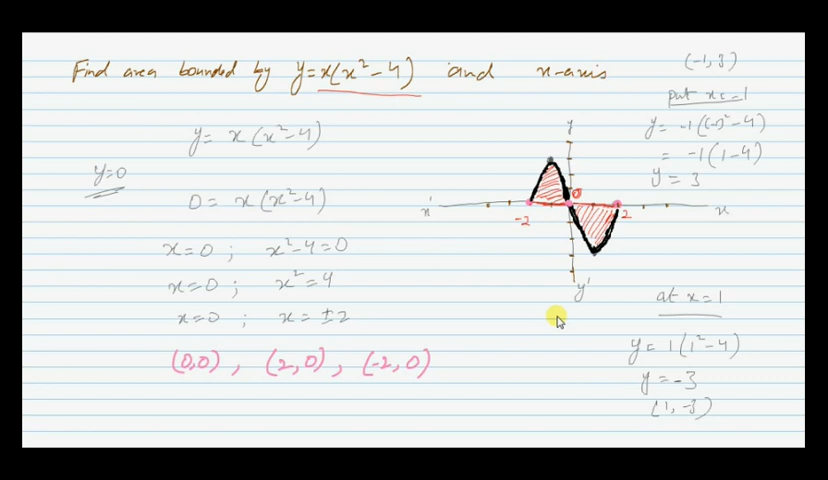 Find area bounded by y=x(x²-4) and x-axis
y= x(x²-4)
y=0
0= x(x²-4)
x=0 ; x²-4=0
x=0 ; x²=4
x=0 ; x=±2
(0,0) , (2,0) , (-2,0)
y
x'
-2
0
2
x
y'
(-1,3)
put x=-1
y= -1((-1)²-4)
= -1(1-4)
y= 3
at x=1
y= 1(1²-4)
y= -3
(1,-3)